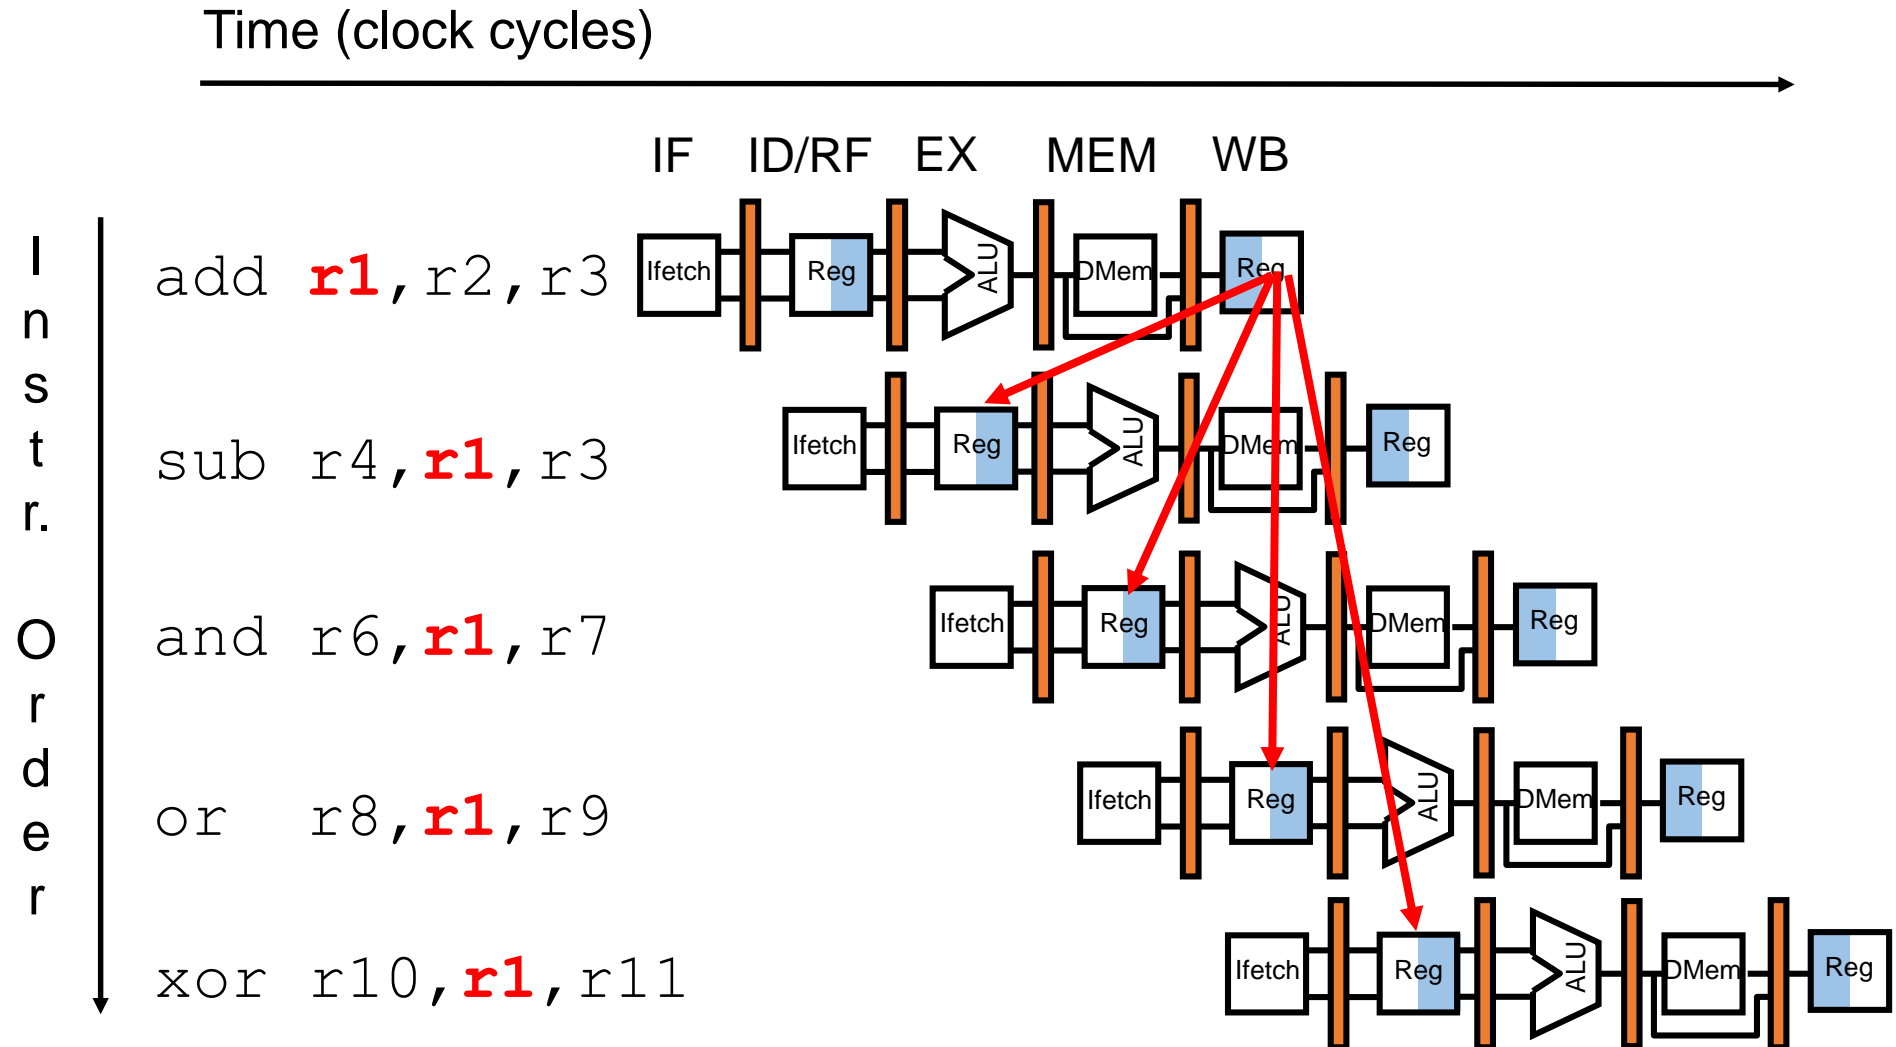 Time (clock cycles)
IF ID/RF EX MEM WB
Instr. Order
add r1,r2,r3 Ifetch Reg ALU DMem Reg
sub r4,r1,r3 Ifetch Reg ALU DMem Reg
and r6,r1,r7 Ifetch Reg ALU DMem Reg
or r8,r1,r9 Ifetch Reg ALU DMem Reg
xor r10,r1,r11 Ifetch Reg ALU DMem Reg